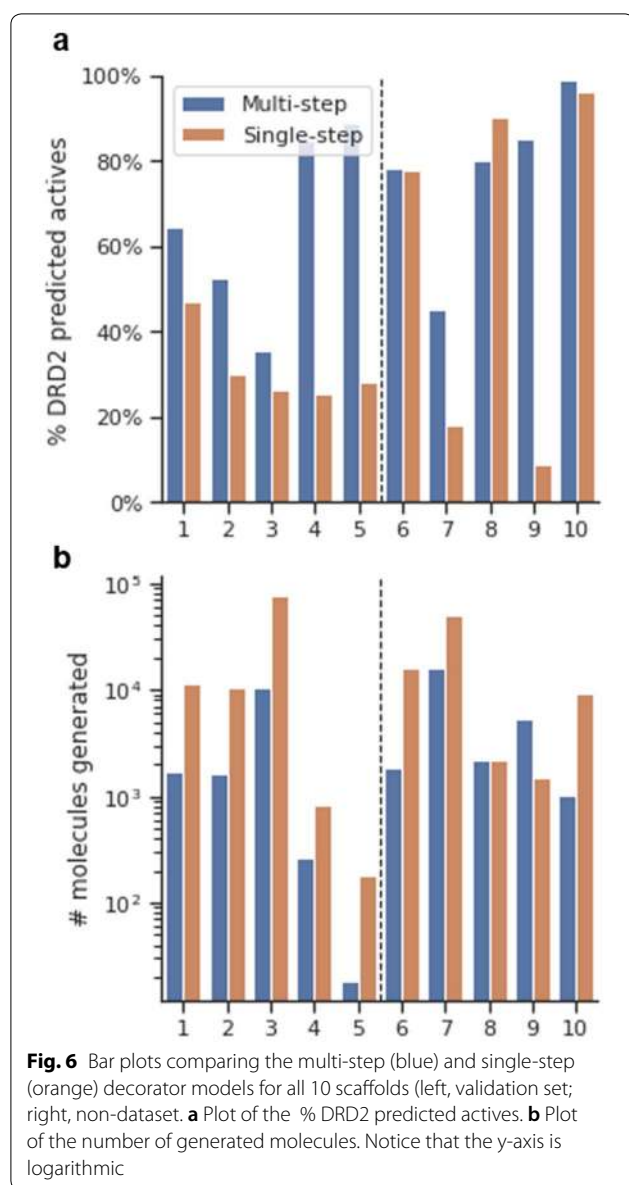 a
100%
80%
60%
40%
20%
0%
% DRD2 predicted actives
Multi-step
Single-step
1 2 3 4 5 6 7 8 9 10
b
10^5
10^4
10^3
10^2
# molecules generated
1 2 3 4 5 6 7 8 9 10
Fig. 6 Bar plots comparing the multi-step (blue) and single-step
(orange) decorator models for all 10 scaffolds (left, validation set;
right, non-dataset. a Plot of the % DRD2 predicted actives. b Plot
of the number of generated molecules. Notice that the y-axis is
logarithmic